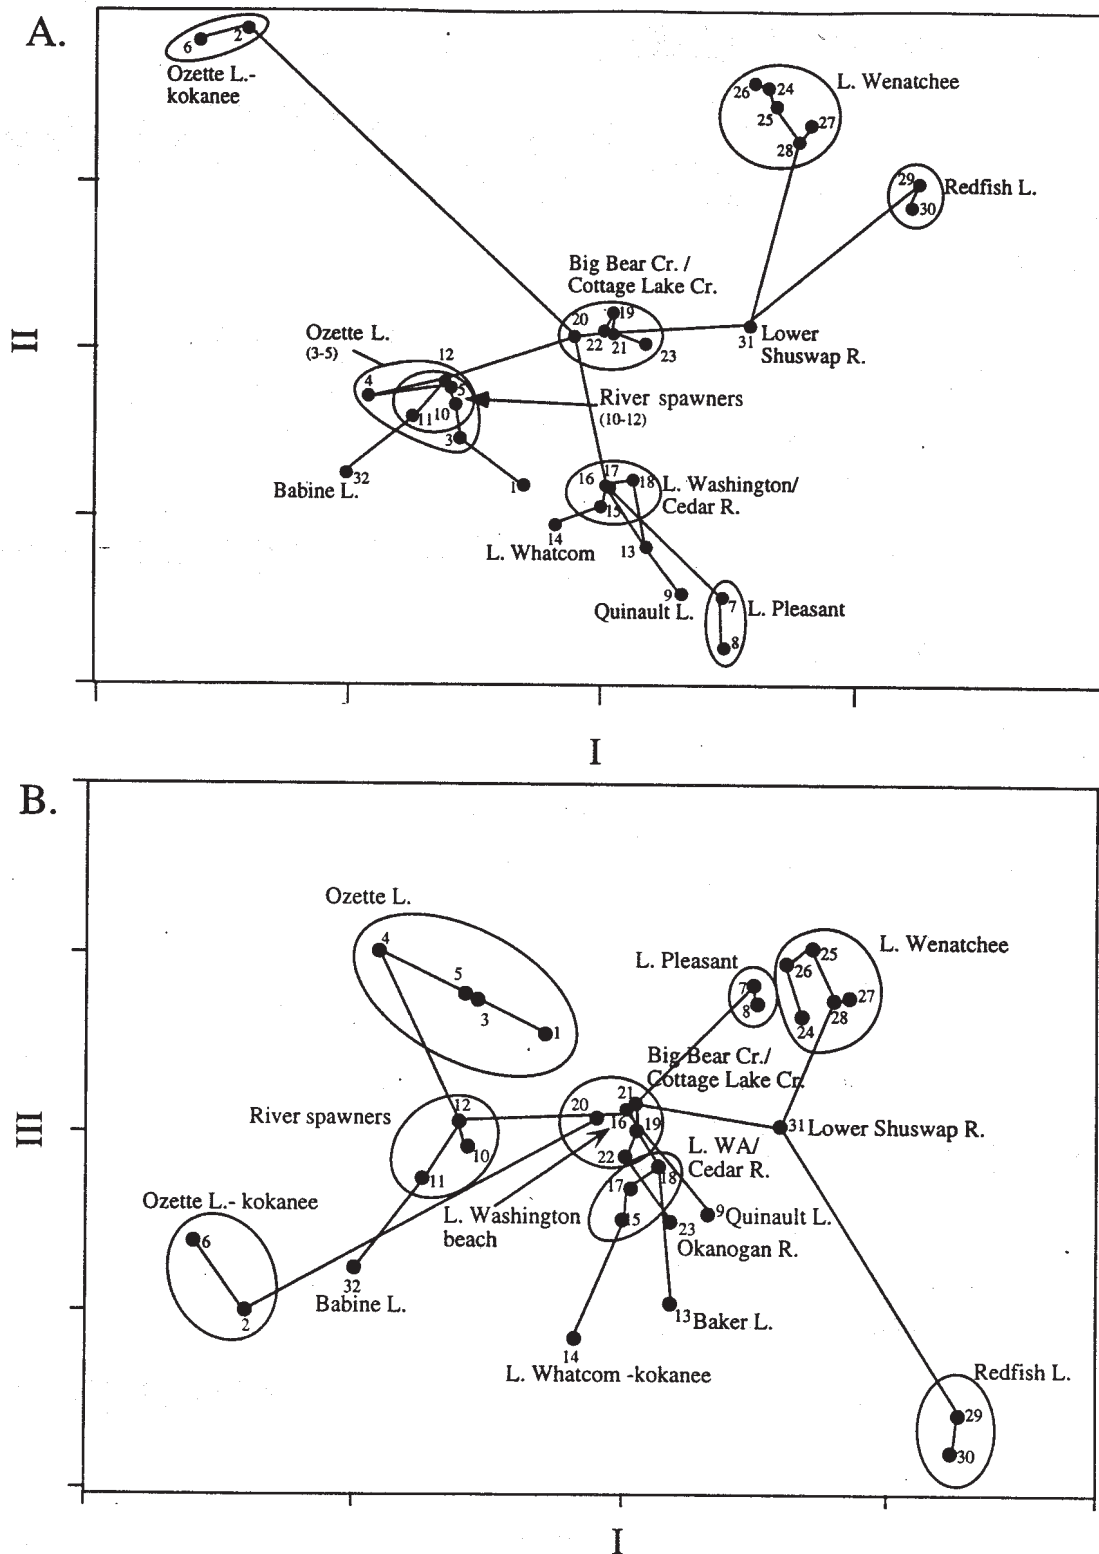 A.
6
2
Ozette L.-
kokanee
L. Wenatchee
26
24
25
27
28
29
Redfish L.
30
Big Bear Cr. /
Cottage Lake Cr.
20
19
22
21
23
31
Lower
Shuswap R.
II
Ozette L.
(3-5)
12
4
5
River spawners
(10-12)
11
10
3
32
Babine L.
1
17
16
18
L. Washington/
Cedar R.
15
14
L. Whatcom
13
9
Quinault L.
7
L. Pleasant
8
I
B.
Ozette L.
4
5
3
1
L. Pleasant
7
8
L. Wenatchee
25
26
27
28
24
Big Bear Cr./
Cottage Lake Cr.
III
River spawners
12
10
11
20
21
16
19
22
31
Lower Shuswap R.
L. WA/
Cedar R.
18
17
15
Ozette L.- kokanee
6
2
L. Washington
beach
9
Quinault L.
23
Okanogan R.
32
Babine L.
13
Baker L.
14
L. Whatcom -kokanee
Redfish L.
29
30
I